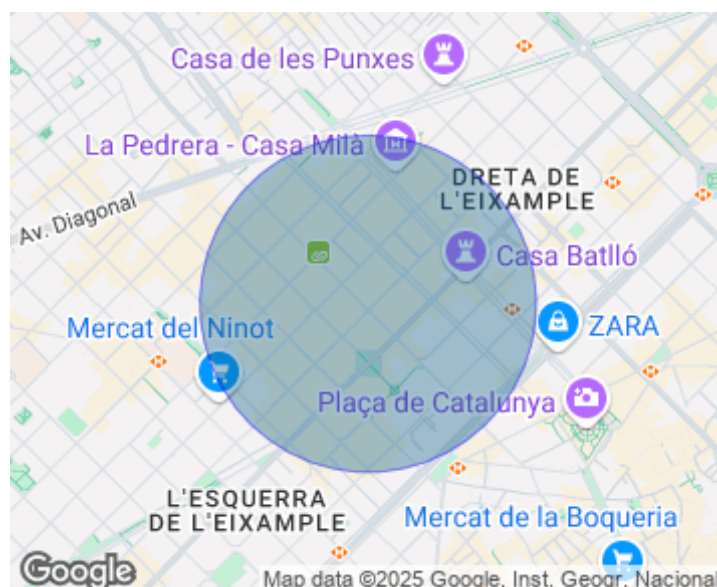 Casa de les Punxes
La Pedrera - Casa Milà
DRETA DE
L'EIXAMPLE
Av. Diagonal
Casa Batlló
Mercat del Ninot
ZARA
Plaça de Catalunya
L'ESQUERRA
DE L'EIXAMPLE
Mercat de la Boqueria
Google
Map data ©2025 Google, Inst. Geogr. Nacional